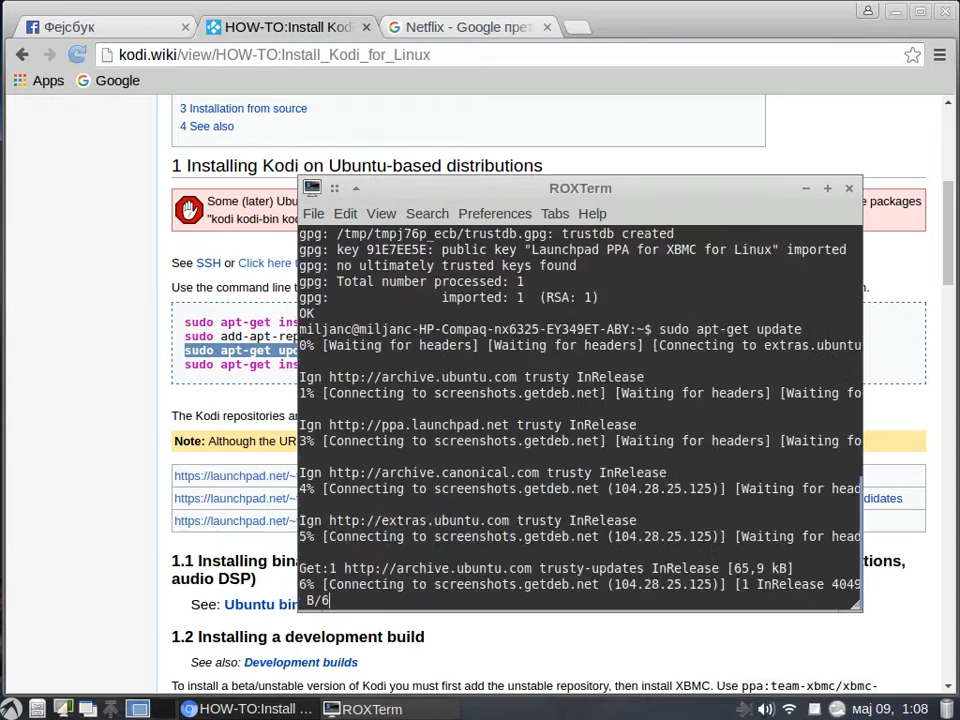 Фејсбук
HOW-TO:Install Kodi
Netflix - Google прет
kodi.wiki/view/HOW-TO:Install_Kodi_for_Linux
Apps
Google
3 Installation from source
4 See also
1 Installing Kodi on Ubuntu-based distributions
Some (later) Ubu
e packages
"kodi kodi-bin ko
See SSH or Click here t
Use the command line t
n.
sudo apt-get ins
sudo add-apt-rep
sudo apt-get upd
sudo apt-get ins
The Kodi repositories ar
Note: Although the UR
https://launchpad.net/~
https://launchpad.net/~
didates
https://launchpad.net/~
1.1 Installing bina
tions,
audio DSP)
See: Ubuntu bin
1.2 Installing a development build
See also: Development builds
To install a beta/unstable version of Kodi you must first add the unstable repository, then install XBMC. Use ppa:team-xbmc/xbmc-
ROXTerm
File Edit View Search Preferences Tabs Help
gpg: /tmp/tmpj76p_ecb/trustdb.gpg: trustdb created
gpg: key 91E7EE5E: public key "Launchpad PPA for XBMC for Linux" imported
gpg: no ultimately trusted keys found
gpg: Total number processed: 1
gpg:               imported: 1  (RSA: 1)
OK
miljanc@miljanc-HP-Compaq-nx6325-EY349ET-ABY:~$ sudo apt-get update
0% [Waiting for headers] [Waiting for headers] [Connecting to extras.ubuntu
Ign http://archive.ubuntu.com trusty InRelease
1% [Connecting to screenshots.getdeb.net] [Waiting for headers] [Waiting fo
Ign http://ppa.launchpad.net trusty InRelease
3% [Connecting to screenshots.getdeb.net] [Waiting for headers] [Waiting fo
Ign http://archive.canonical.com trusty InRelease
4% [Connecting to screenshots.getdeb.net (104.28.25.125)] [Waiting for head
Ign http://extras.ubuntu.com trusty InRelease
5% [Connecting to screenshots.getdeb.net (104.28.25.125)] [Waiting for head
Get:1 http://archive.ubuntu.com trusty-updates InRelease [65,9 kB]
6% [Connecting to screenshots.getdeb.net (104.28.25.125)] [1 InRelease 4049
B/6
HOW-TO:Install ...
ROXTerm
мај 09, 1:08